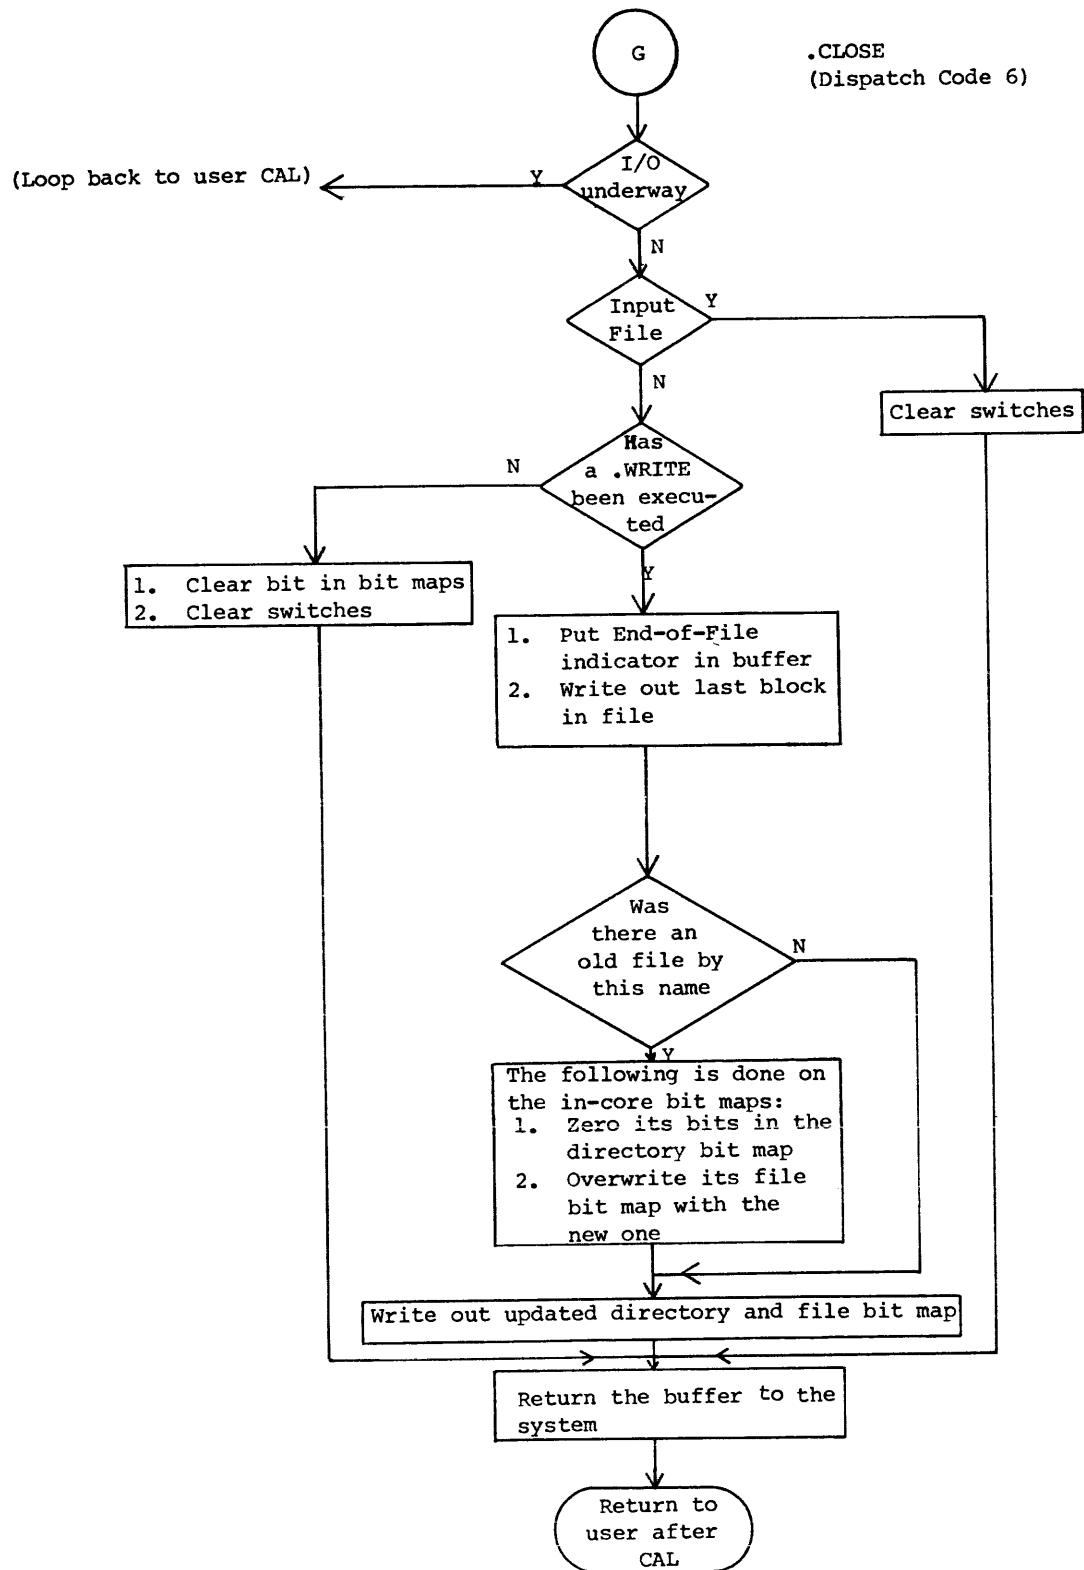 G
.CLOSE
(Dispatch Code 6)
I/O
underway
Y
(Loop back to user CAL)
N
Input
File
Y
N
Clear switches
Has
a .WRITE
been execu-
ted
N
Y
1. Clear bit in bit maps
2. Clear switches
1. Put End-of-File
indicator in buffer
2. Write out last block
in file
Was
there an
old file by
this name
N
Y
The following is done on
the in-core bit maps:
1. Zero its bits in the
directory bit map
2. Overwrite its file
bit map with the
new one
Write out updated directory and file bit map
Return the buffer to the
system
Return to
user after
CAL